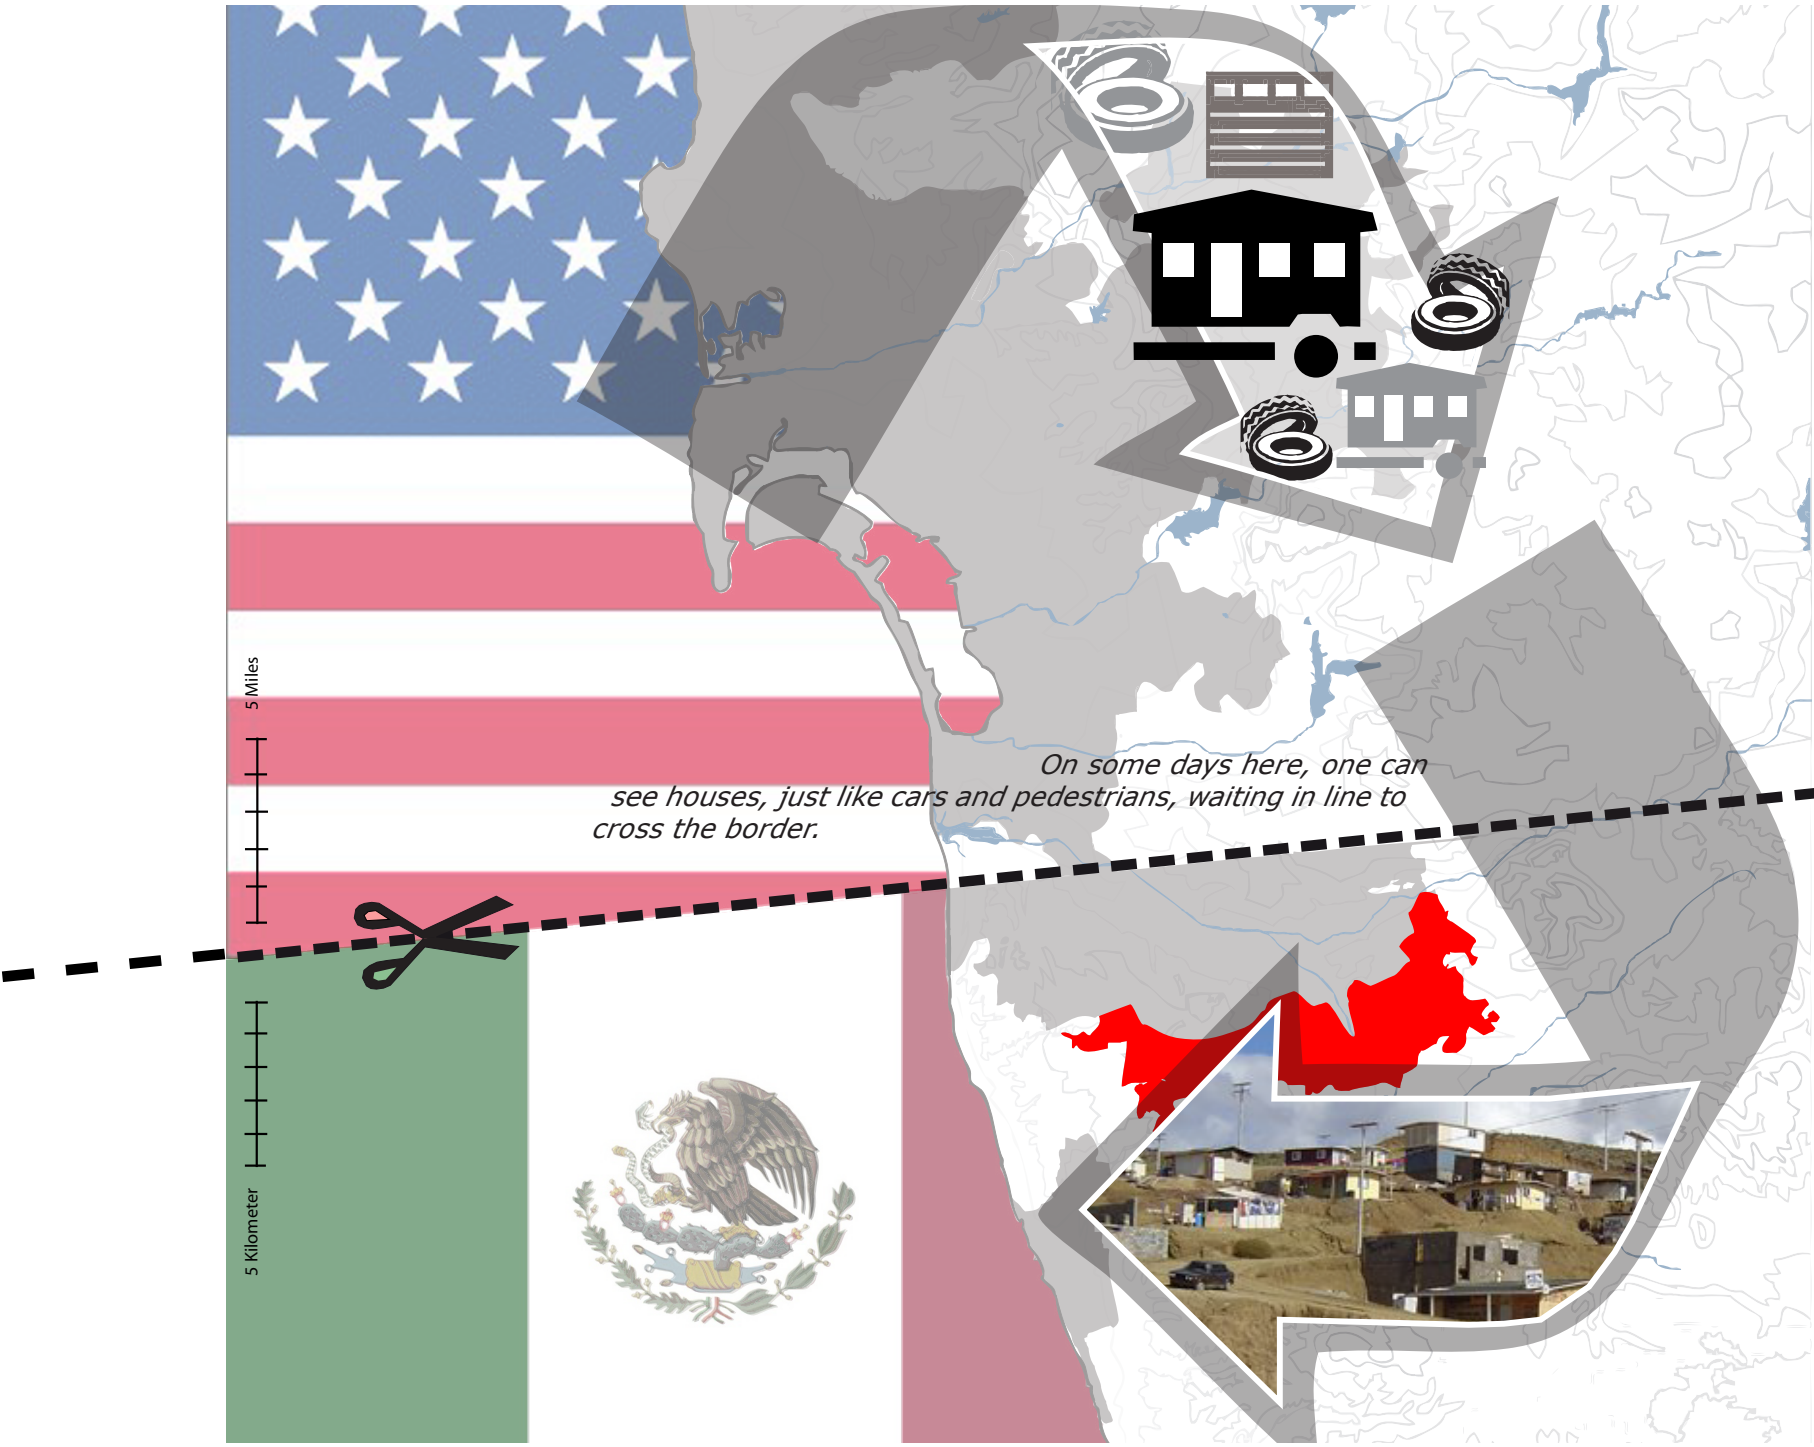 5 Miles
On some days here, one can
see houses, just like cars and pedestrians, waiting in line to
cross the border.
5 Kilometer